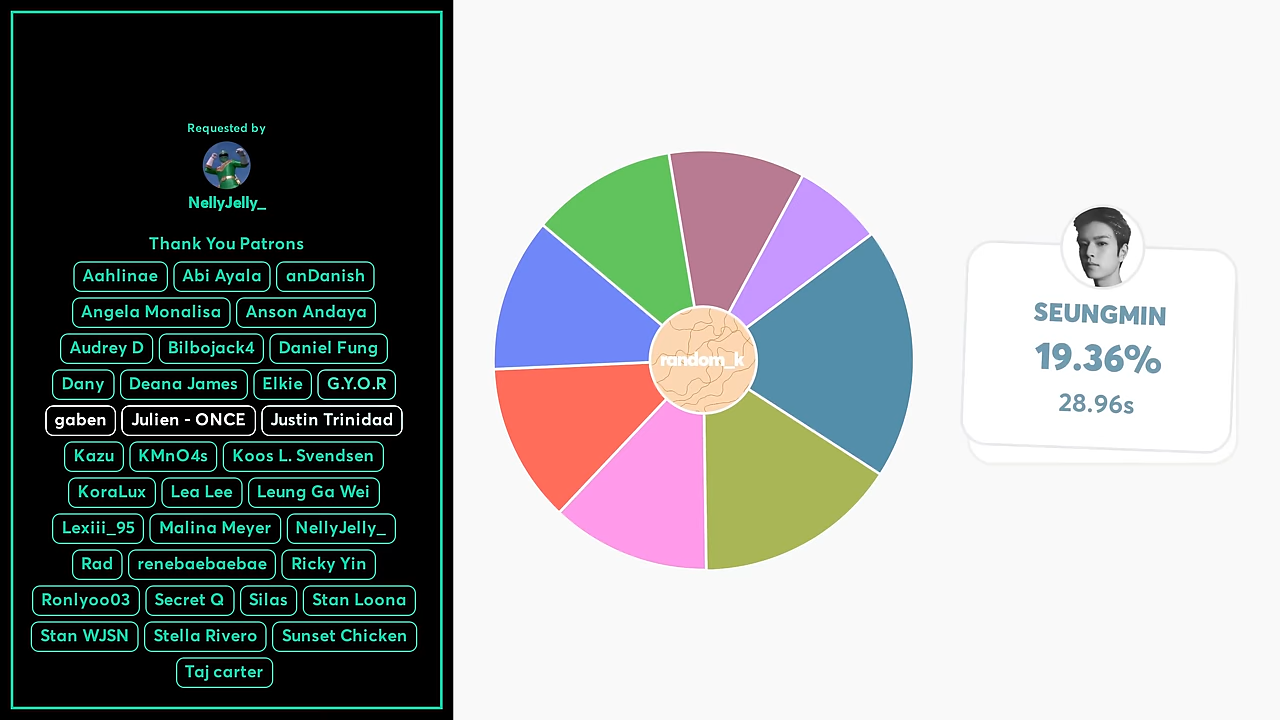 Requested by
NellyJelly_
Thank You Patrons
Aahlinae Abi Ayala anDanish
Angela Monalisa Anson Andaya
Audrey D Bilbojack4 Daniel Fung
Dany Deana James Elkie G.Y.O.R
gaben Julien - ONCE Justin Trinidad
Kazu KMnO4s Koos L. Svendsen
KoraLux Lea Lee Leung Ga Wei
Lexiii_95 Malina Meyer NellyJelly_
Rad renebaebaebae Ricky Yin
Ronlyoo03 Secret Q Silas Stan Loona
Stan WJSN Stella Rivero Sunset Chicken
Taj carter
random_k
SEUNGMIN
19.36%
28.96s